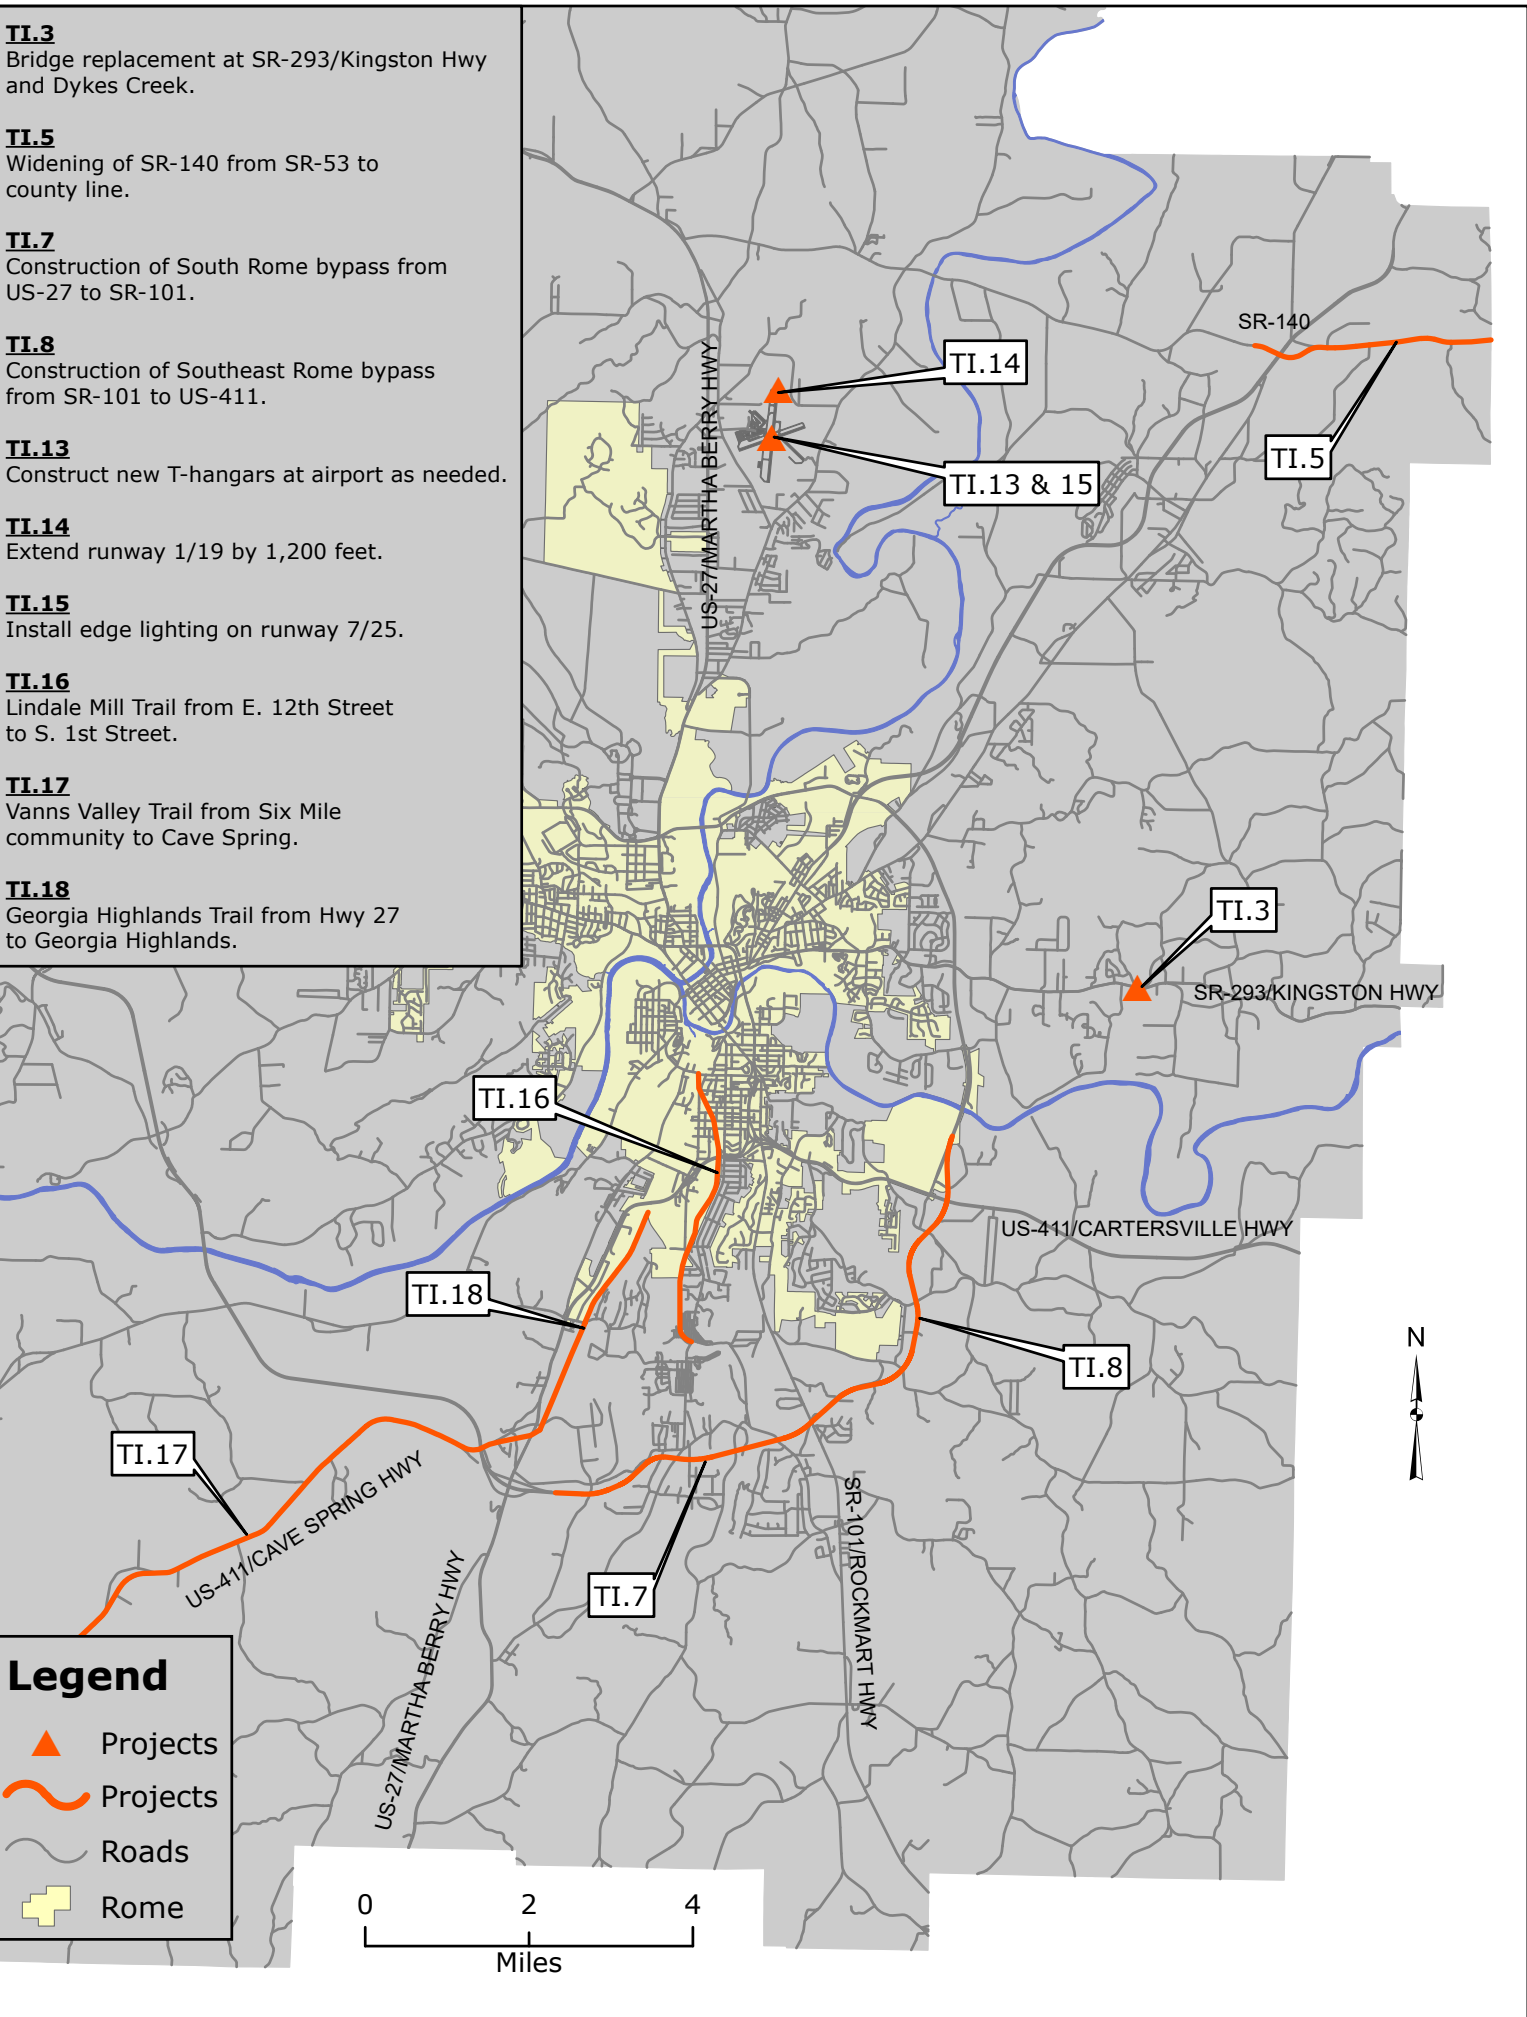 TI.3
Bridge replacement at SR-293/Kingston Hwy
and Dykes Creek.
TI.5
Widening of SR-140 from SR-53 to
county line.
TI.7
Construction of South Rome bypass from
US-27 to SR-101.
TI.8
Construction of Southeast Rome bypass
from SR-101 to US-411.
TI.13
Construct new T-hangars at airport as needed.
TI.14
Extend runway 1/19 by 1,200 feet.
TI.15
Install edge lighting on runway 7/25.
TI.16
Lindale Mill Trail from E. 12th Street
to S. 1st Street.
TI.17
Vanns Valley Trail from Six Mile
community to Cave Spring.
TI.18
Georgia Highlands Trail from Hwy 27
to Georgia Highlands.
SR-140
TI.14
US-27/MARTHA BERRY HWY
TI.5
TI.13 & 15
TI.3
SR-293/KINGSTON HWY
TI.16
US-411/CARTERSVILLE HWY
TI.18
TI.8
N
TI.17
US-411/CAVE SPRING HWY
TI.7
SR-101/ROCKMART HWY
US-27/MARTHA BERRY HWY
Legend
Projects
Projects
Roads
Rome
0 2 4
Miles